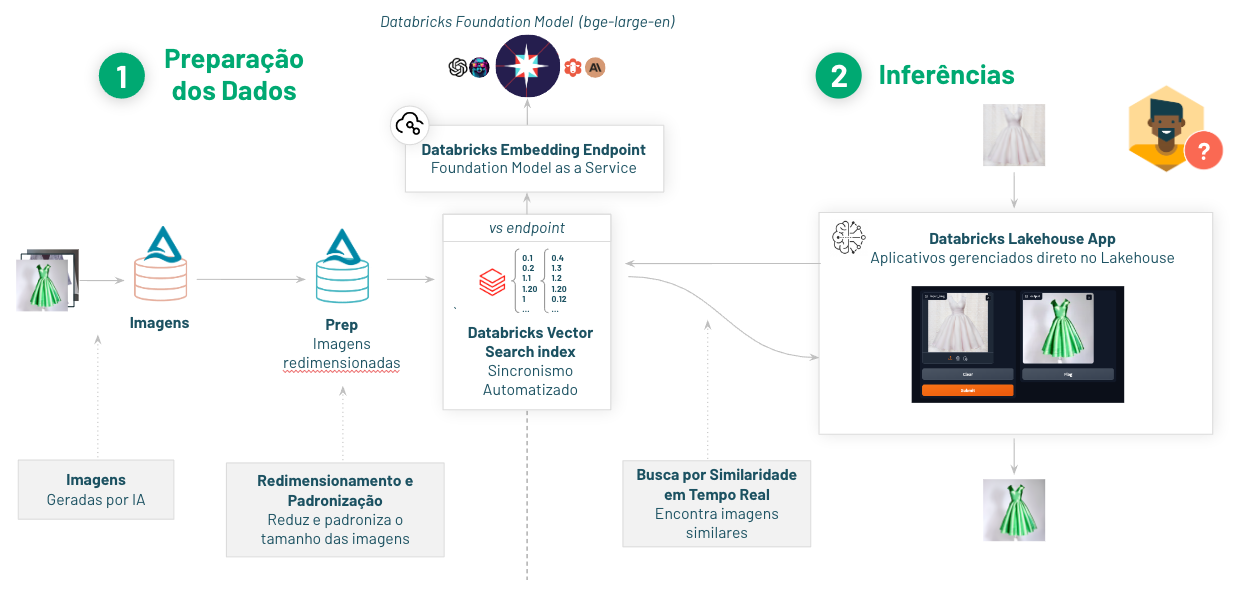 Databricks Foundation Model (bge-large-en)
1
Preparação
dos Dados
2
Inferências
?
Databricks Embedding Endpoint
Foundation Model as a Service
vs endpoint
0.1
0.2
1.1
1.20
1
...
0.4
1.3
1.2
1.20
0.12
...
Databricks Vector
Search index
Sincronismo
Automatizado
Imagens
Prep
Imagens
redimensionadas
Databricks Lakehouse App
Aplicativos gerenciados direto no Lakehouse
Clear
Submit
Flag
Imagens
Geradas por IA
Redimensionamento e
Padronização
Reduz e padroniza o
tamanho das imagens
Busca por Similaridade
em Tempo Real
Encontra imagens
similares